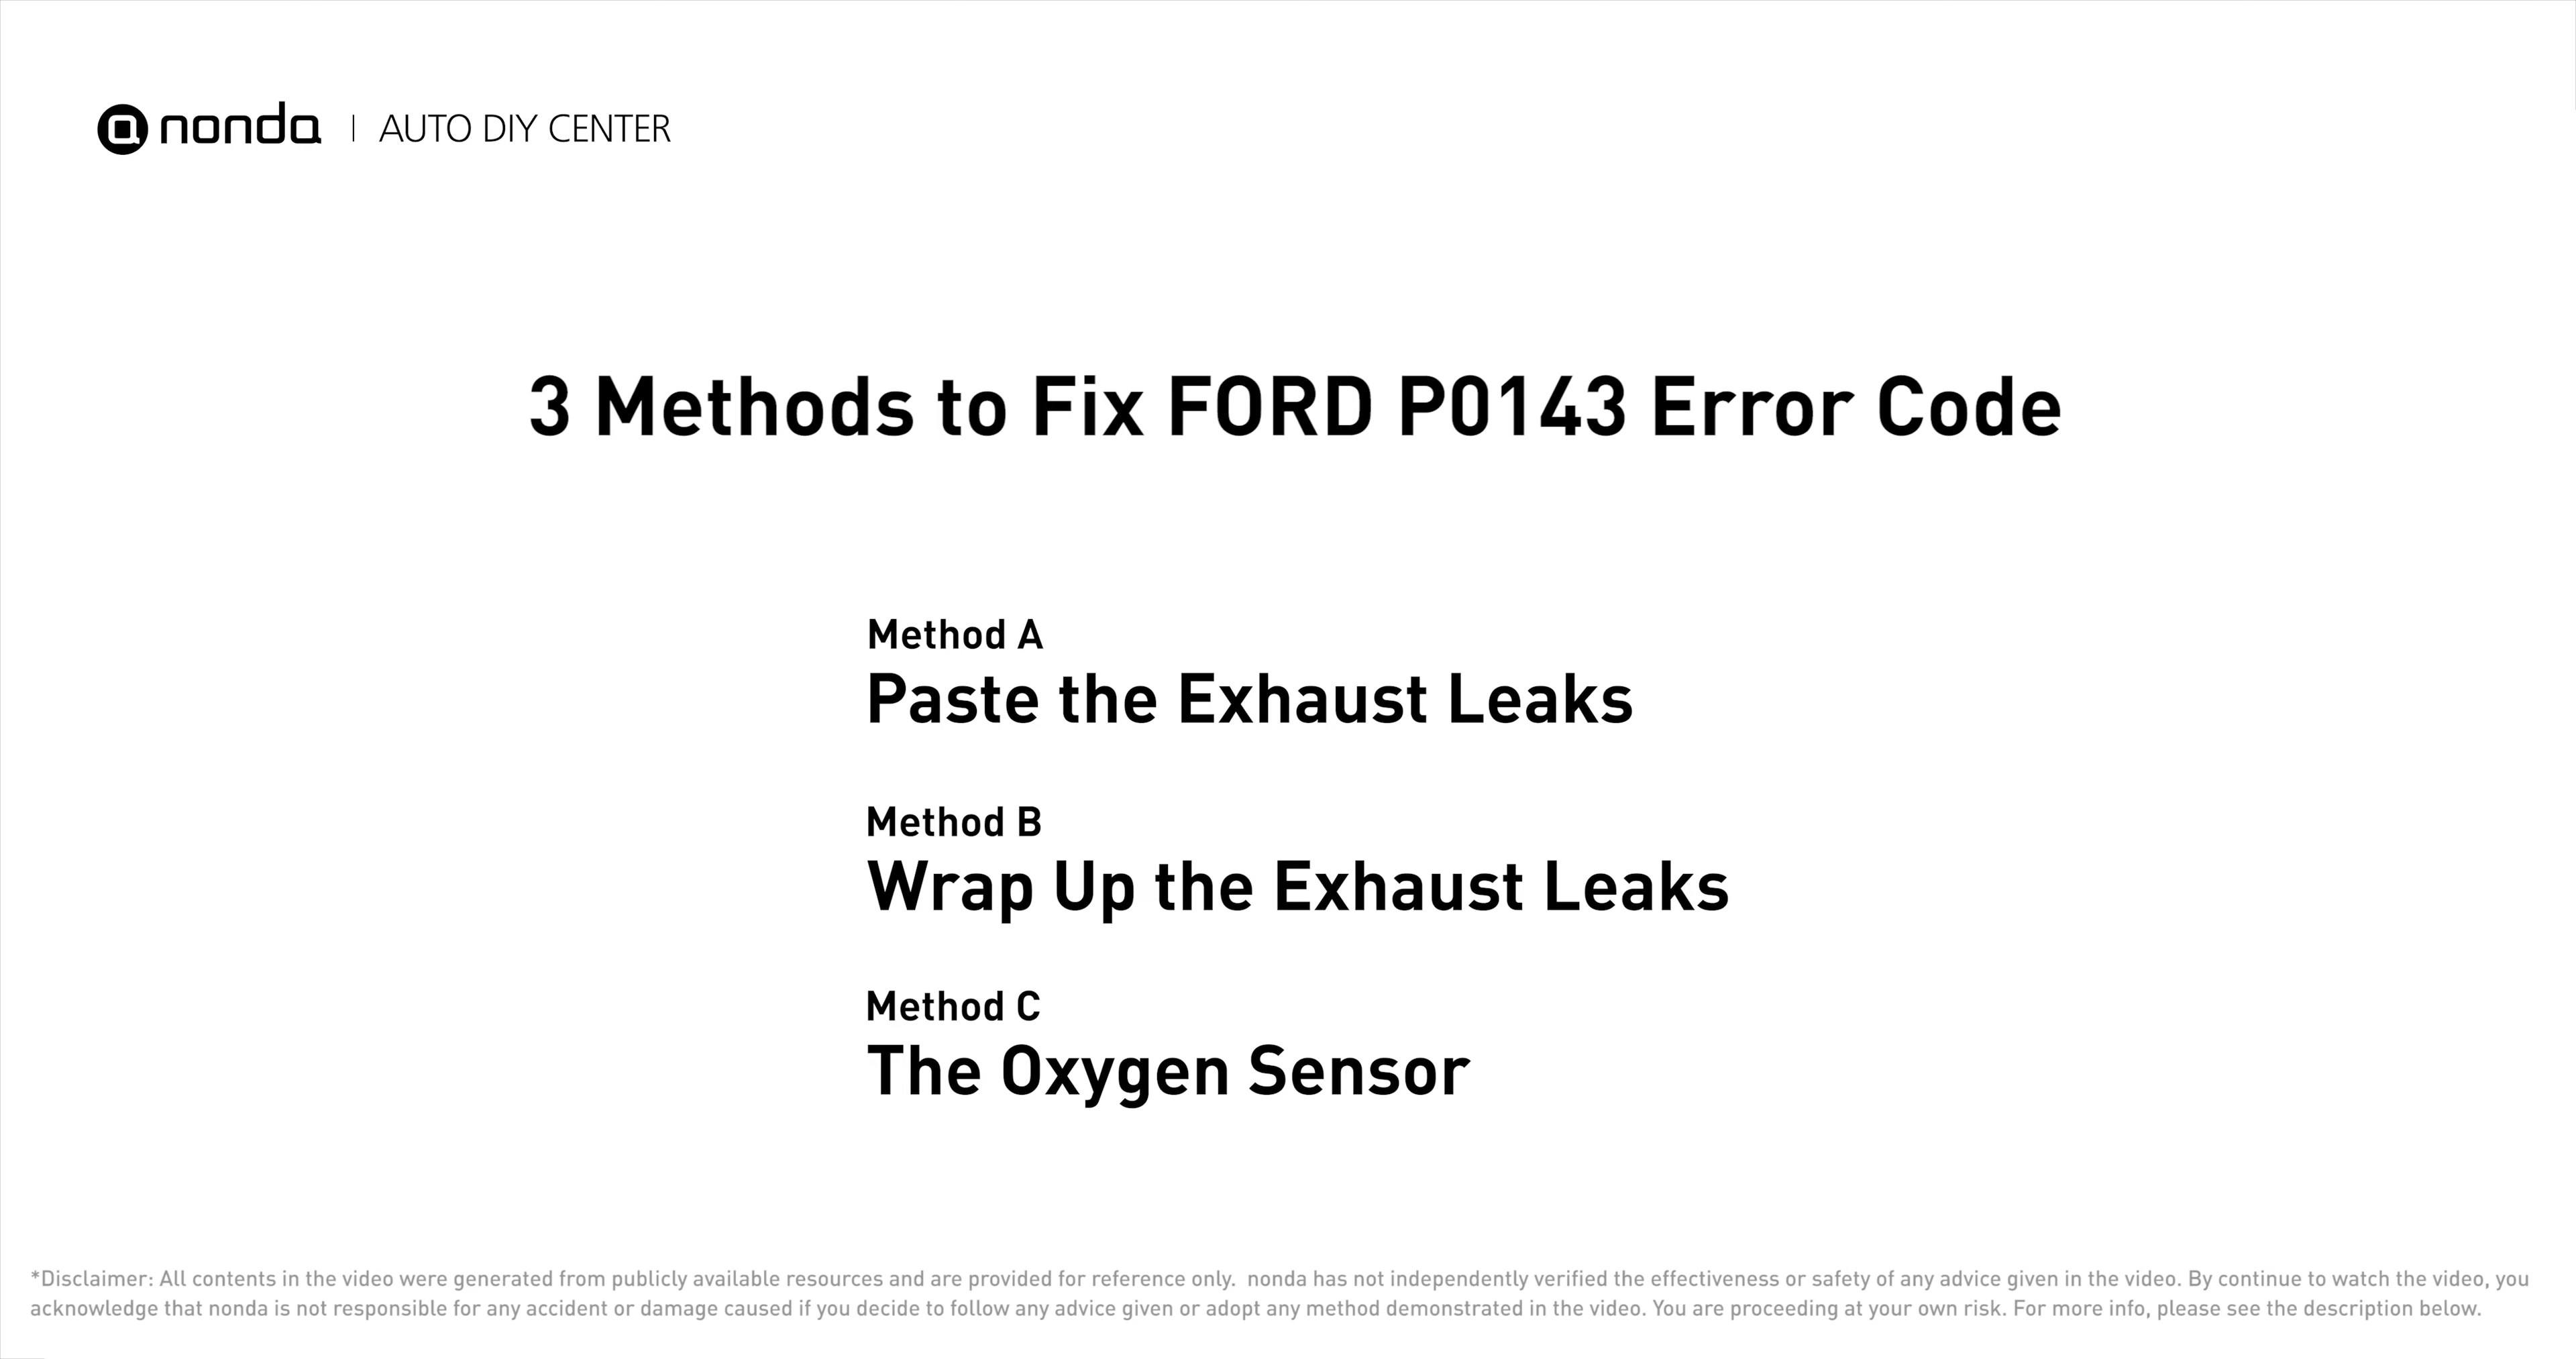 nonda | AUTO DIY CENTER
3 Methods to Fix FORD P0143 Error Code
Method A
Paste the Exhaust Leaks
Method B
Wrap Up the Exhaust Leaks
Method C
The Oxygen Sensor
*Disclaimer: All contents in the video were generated from publicly available resources and are provided for reference only.  nonda has not independently verified the effectiveness or safety of any advice given in the video. By continue to watch the video, you
acknowledge that nonda is not responsible for any accident or damage caused if you decide to follow any advice given or adopt any method demonstrated in the video. You are proceeding at your own risk. For more info, please see the description below.